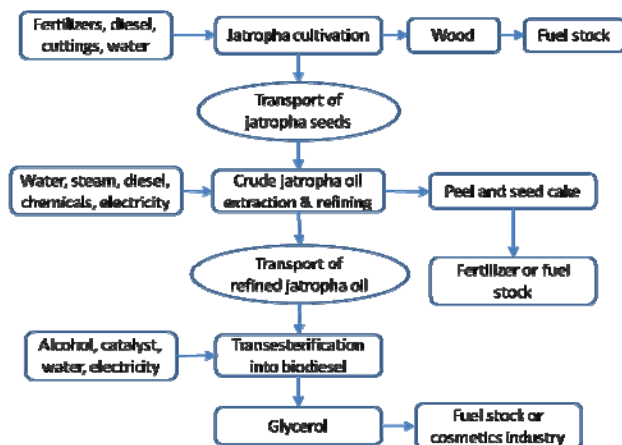 Fertilizers, diesel,
cuttings, water
Jatropha cultivation
Wood
Fuel stock
Transport of
jatropha seeds
Water, steam, diesel,
chemicals, electricity
Crude jatropha oil
extraction & refining
Peel and seed cake
Transport of
refined jatropha oil
Fertilizer or fuel
stock
Alcohol, catalyst,
water, electricity
Transesterification
into biodiesel
Glycerol
Fuel stock or
cosmetics industry